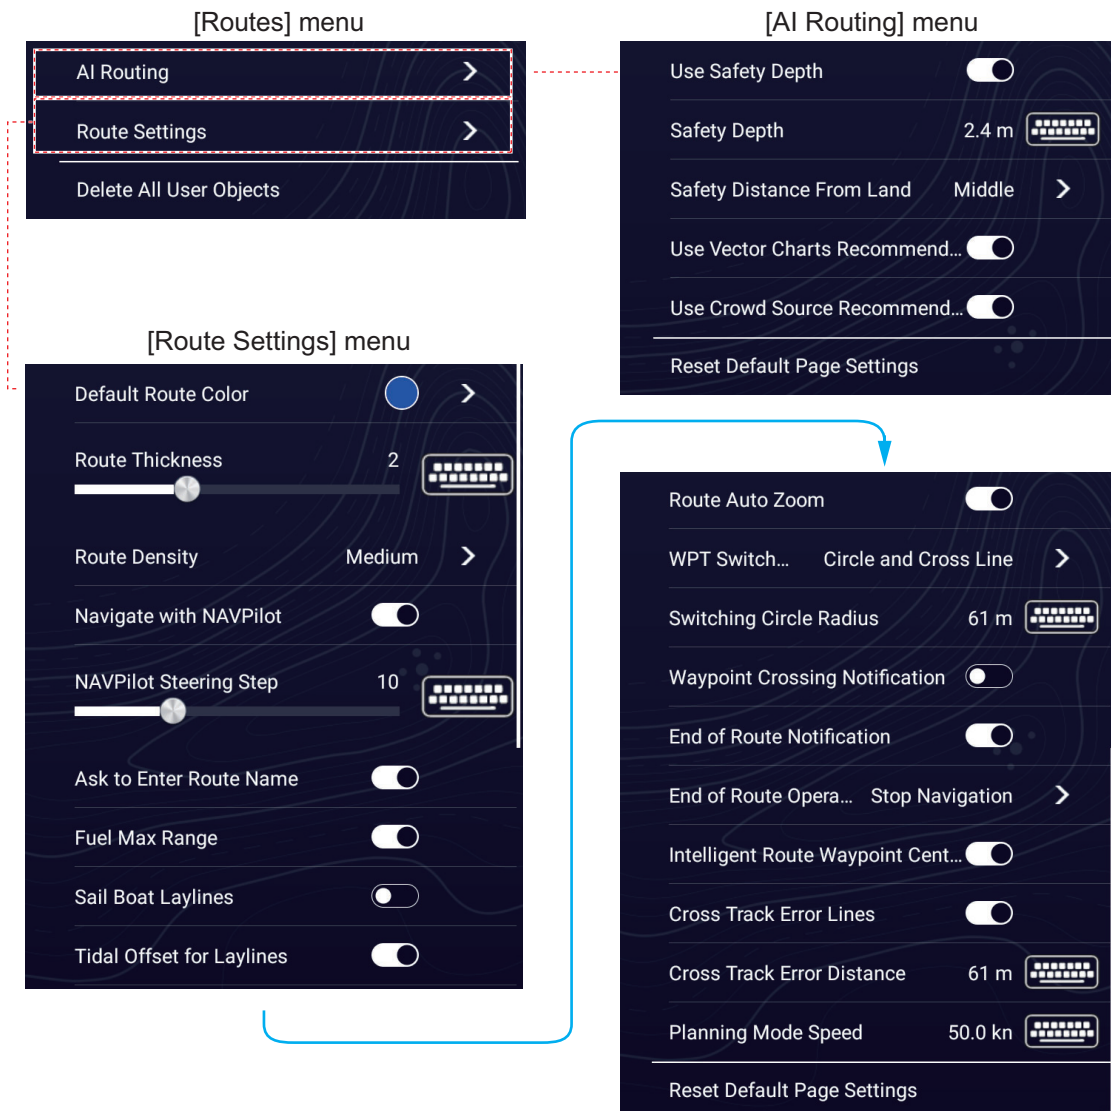 [Routes] menu
AI Routing
Route Settings
Delete All User Objects
[AI Routing] menu
Use Safety Depth
Safety Depth 2.4 m
Safety Distance From Land Middle
Use Vector Charts Recommend...
Use Crowd Source Recommend...
Reset Default Page Settings
[Route Settings] menu
Default Route Color
Route Thickness 2
Route Density Medium
Navigate with NAVPilot
NAVPilot Steering Step 10
Ask to Enter Route Name
Fuel Max Range
Sail Boat Laylines
Tidal Offset for Laylines
Route Auto Zoom
WPT Switch... Circle and Cross Line
Switching Circle Radius 61 m
Waypoint Crossing Notification
End of Route Notification
End of Route Opera... Stop Navigation
Intelligent Route Waypoint Cent...
Cross Track Error Lines
Cross Track Error Distance 61 m
Planning Mode Speed 50.0 kn
Reset Default Page Settings